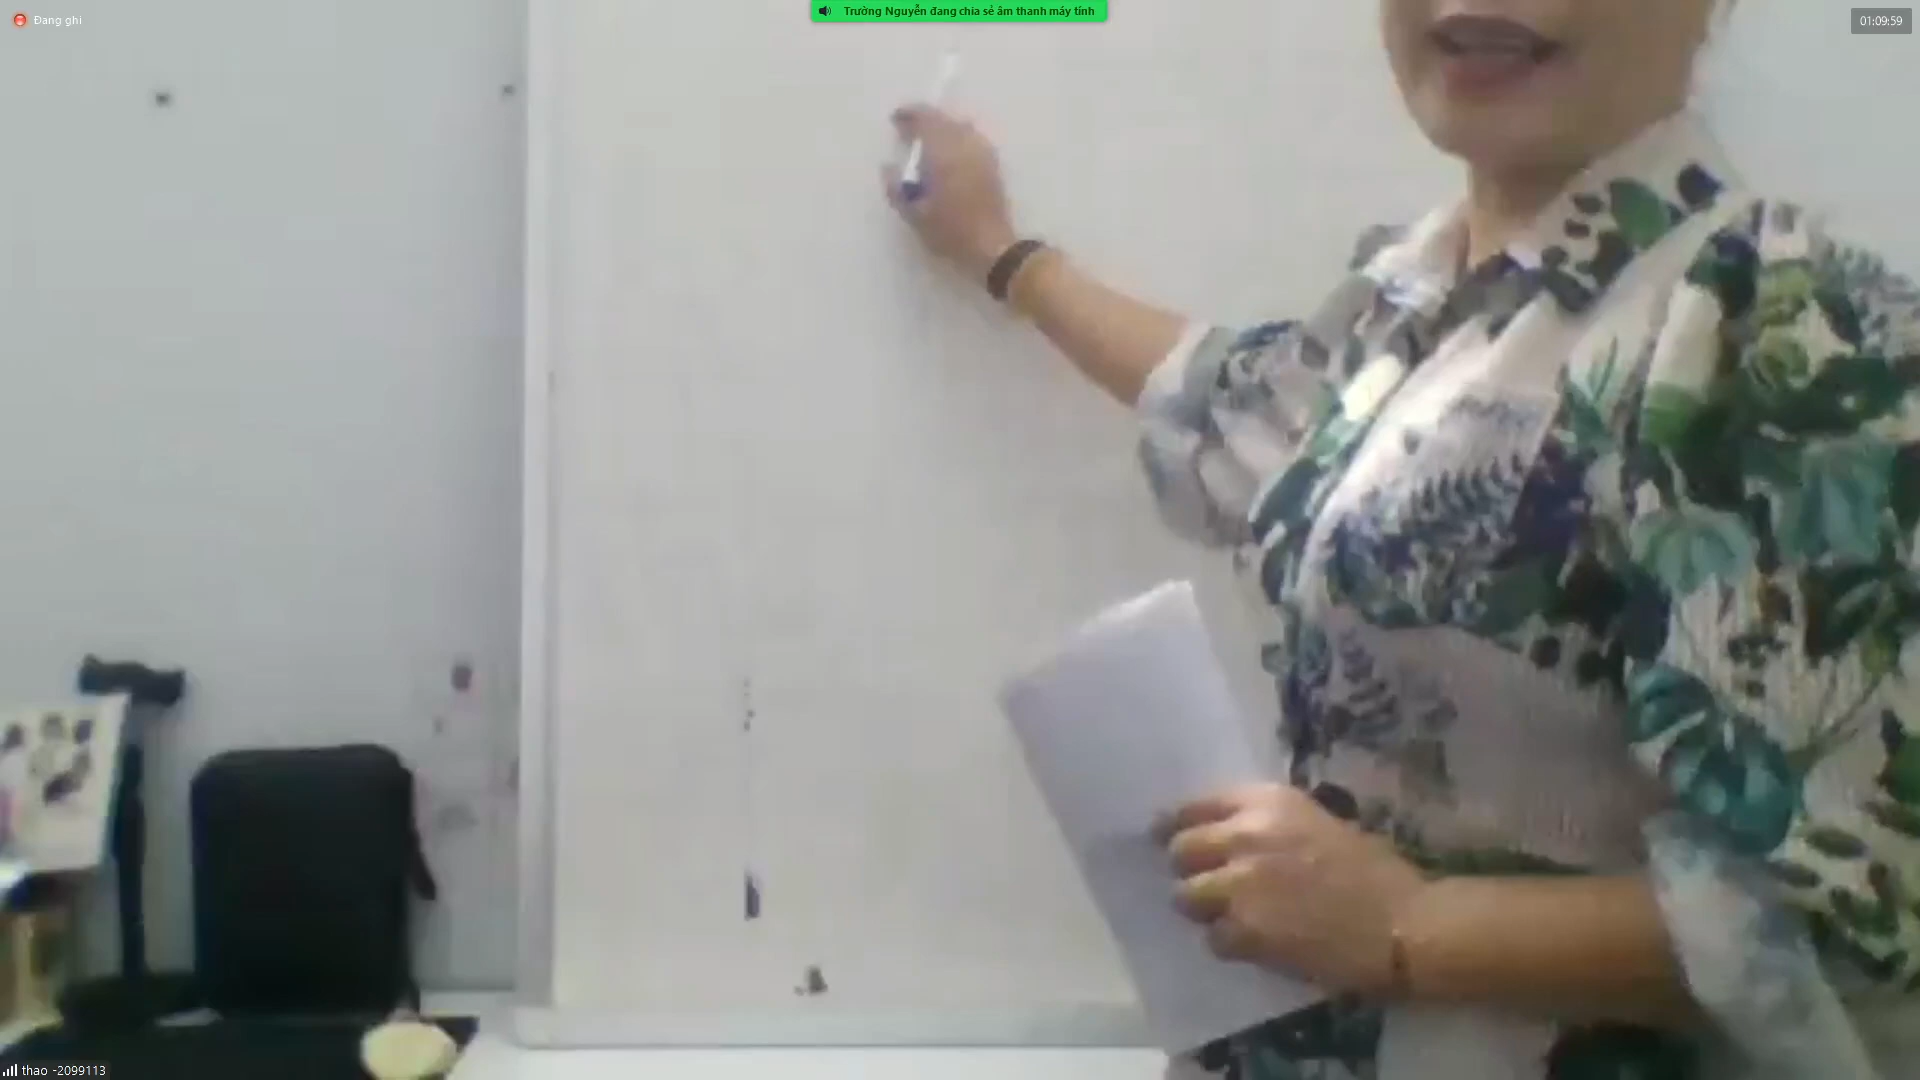 Đang ghi
Trường Nguyễn đang chia sẻ âm thanh máy tính
01:09:59
thao -2099113